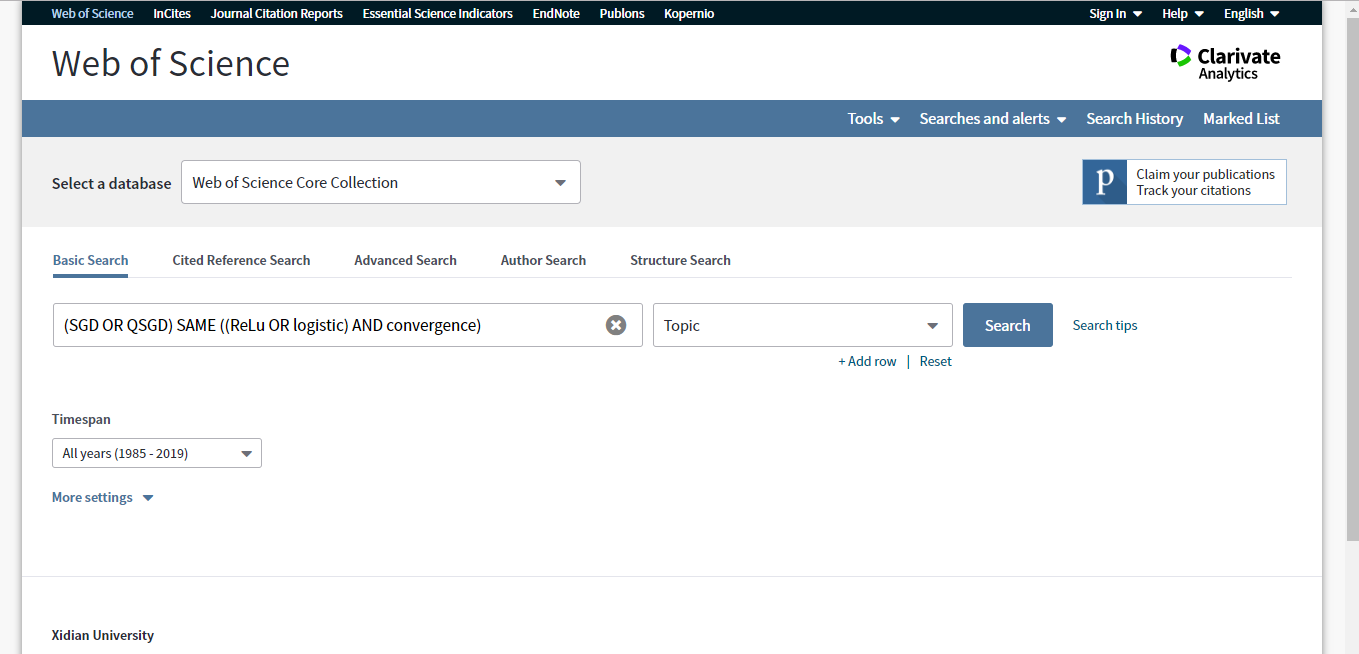 Web of Science InCites Journal Citation Reports Essential Science Indicators EndNote Publons Kopernio Sign In Help English
Web of Science
Clarivate
Analytics
Tools Searches and alerts Search History Marked List
Select a database Web of Science Core Collection
p Claim your publications
Track your citations
Basic Search Cited Reference Search Advanced Search Author Search Structure Search
(SGD OR QSGD) SAME ((ReLu OR logistic) AND convergence) Topic Search Search tips
+ Add row | Reset
Timespan
All years (1985 - 2019)
More settings
Xidian University